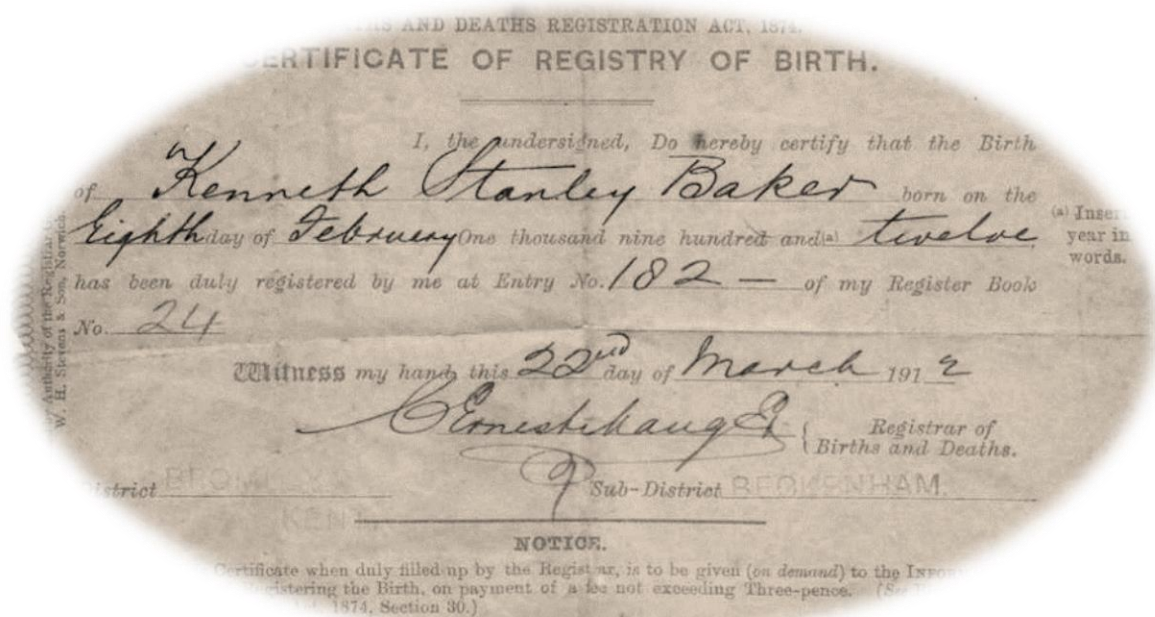 AND DEATHS REGISTRATION ACT, 1874.
CERTIFICATE OF REGISTRY OF BIRTH.
I, the undersigned, Do hereby certify that the Birth
of Kenneth Stanley Baker born on the
Eighth day of February One thousand nine hundred and (a) twelve
(a) Insert
year in
words.
has been duly registered by me at Entry No. 182 — of my Register Book
No. 24
Authority of the Registrar
W. H. Stevens & Son, Norwich.
Witness my hand, this 22nd day of March 1912
Registrar of
Births and Deaths.
District BROMLEY Sub-District BECKENHAM.
KENT
NOTICE.
Certificate when duly filled up by the Registrar, is to be given (on demand) to the
registering the Birth, on payment of a fee not exceeding Three-pence.
1874, Section 30.)